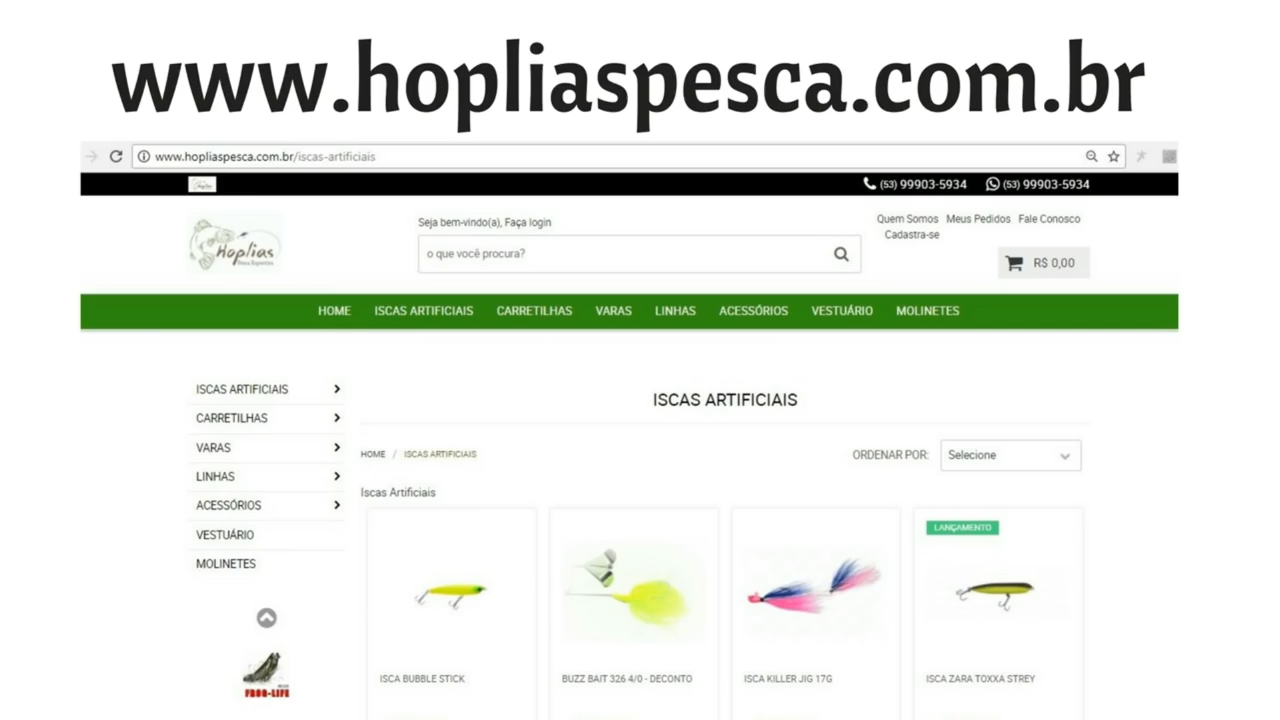 www.hopliaspesca.com.br
www.hopliaspesca.com.br/iscas-artificiais
(53) 99903-5934 (53) 99903-5934
Hoplias
Seja bem-vindo(a), Faça login
Quem Somos Meus Pedidos Fale Conosco
Cadastra-se
o que você procura?
R$ 0,00
HOME ISCAS ARTIFICIAIS CARRETILHAS VARAS LINHAS ACESSÓRIOS VESTUÁRIO MOLINETES
ISCAS ARTIFICIAIS
CARRETILHAS
VARAS
LINHAS
ACESSÓRIOS
VESTUÁRIO
MOLINETES
FROG-LIFE
ISCAS ARTIFICIAIS
HOME / ISCAS ARTIFICIAIS
ORDENAR POR: Selecione
Iscas Artificiais
LANÇAMENTO
ISCA BUBBLE STICK
BUZZ BAIT 326 4/0 - DECONTO
ISCA KILLER JIG 17G
ISCA ZARA TOXXA STREY